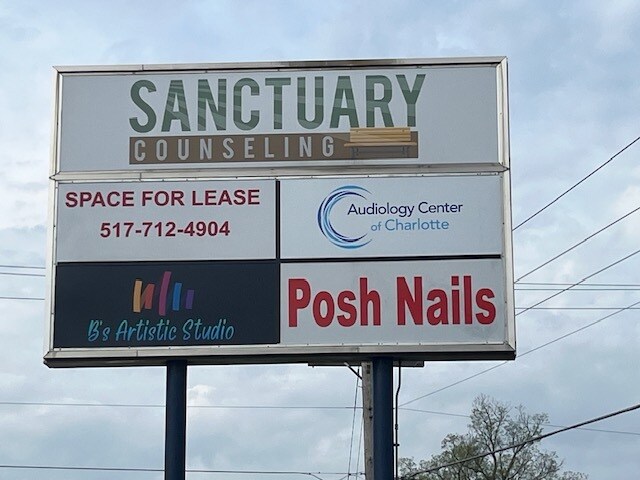 SANCTUARY
COUNSELING
SPACE FOR LEASE
517-712-4904
Audiology Center
of Charlotte
B's Artistic Studio
Posh Nails